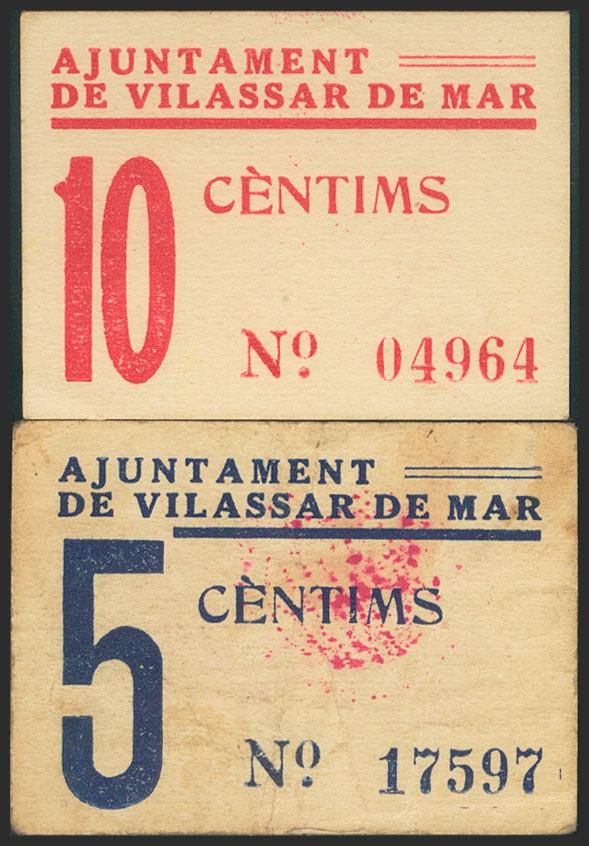 AJUNTAMENT
DE VILASSAR DE MAR
10 CÈNTIMS
Nº 04964
AJUNTAMENT
DE VILASSAR DE MAR
5 CÈNTIMS
Nº 17597